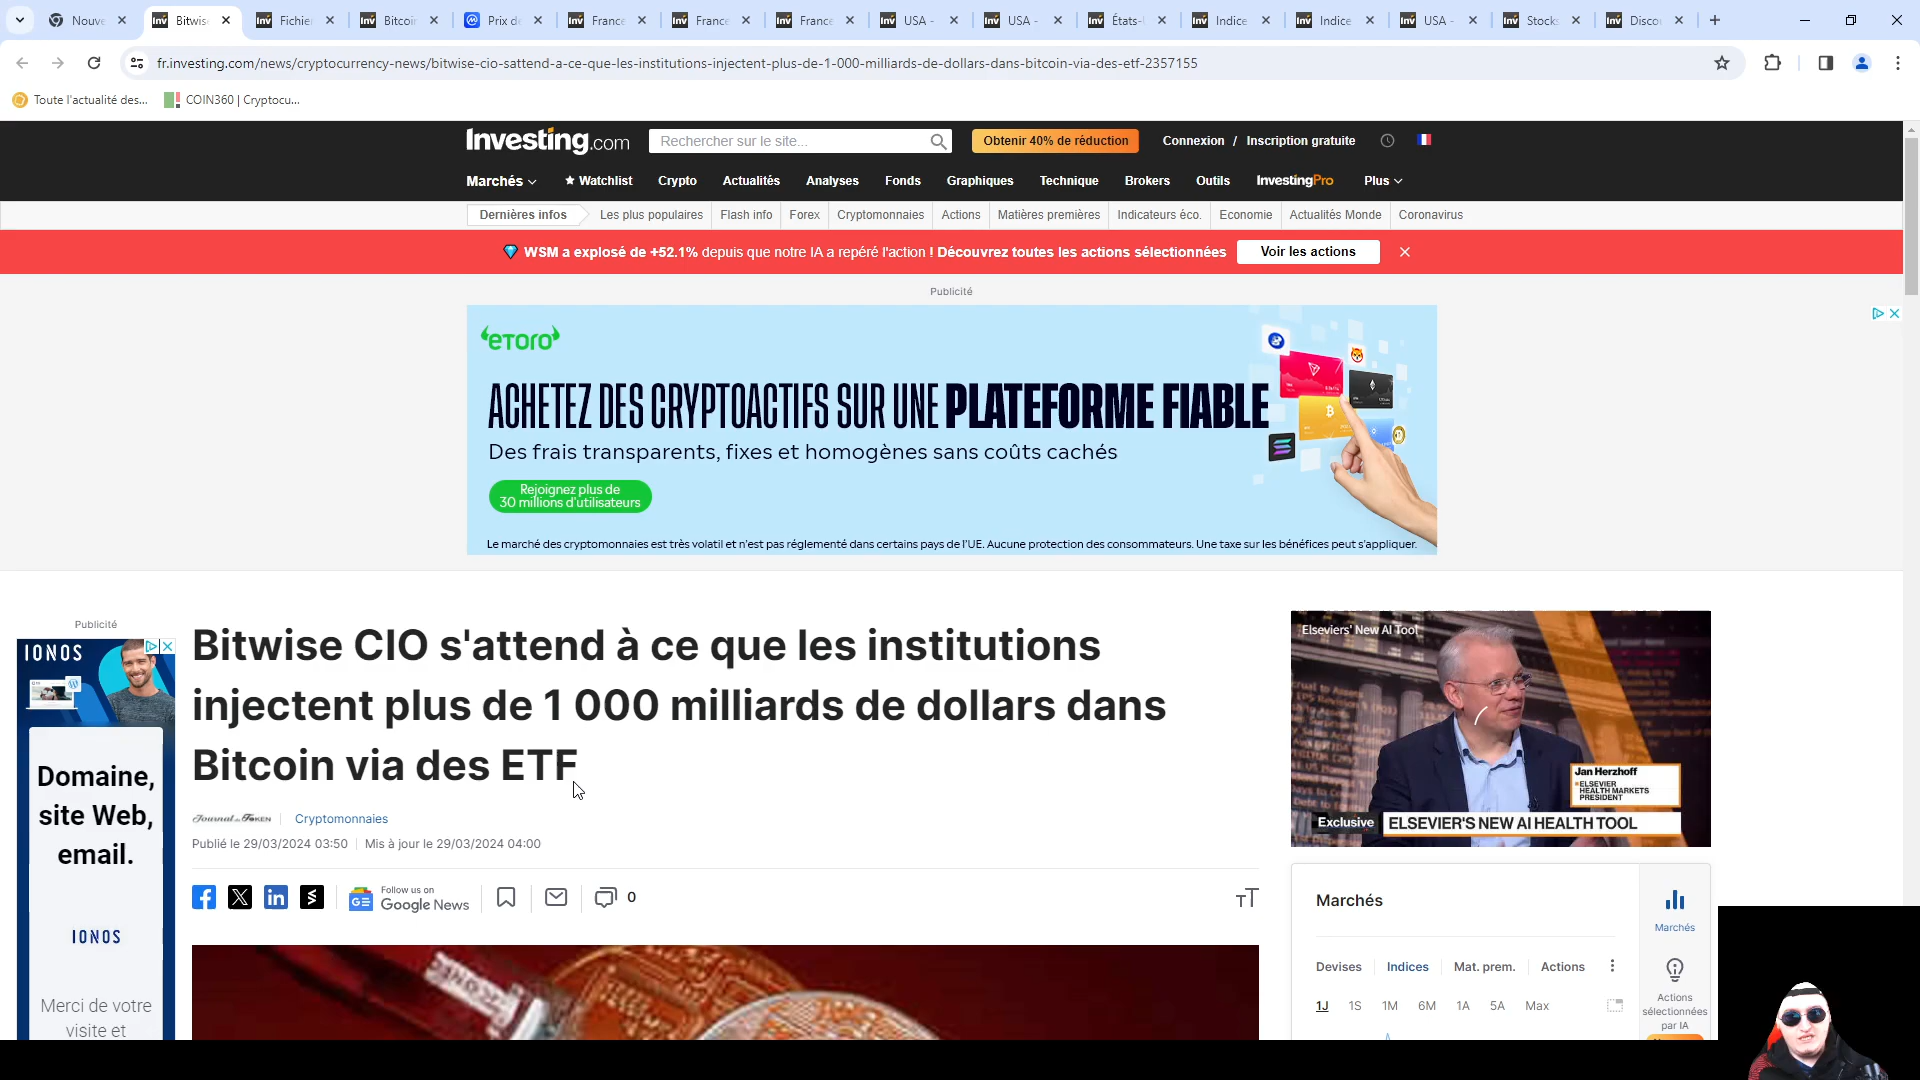 Nouve
Bitwis
Fichie
Bitcoin
Prix de
France
France
France
USA -
USA -
États-
Indice
Indice
USA -
Stocks
Disco
fr.investing.com/news/cryptocurrency-news/bitwise-cio-sattend-a-ce-que-les-institutions-injectent-plus-de-1-000-milliards-de-dollars-dans-bitcoin-via-des-etf-2357155
Toute l'actualité des...
COIN360 | Cryptocu...
Investing.com
Rechercher sur le site...
Obtenir 40% de réduction
Connexion / Inscription gratuite
Marchés
Watchlist
Crypto
Actualités
Analyses
Fonds
Graphiques
Technique
Brokers
Outils
InvestingPro
Plus
Dernières infos
Les plus populaires
Flash info
Forex
Cryptomonnaies
Actions
Matières premières
Indicateurs éco.
Economie
Actualités Monde
Coronavirus
WSM a explosé de +52.1% depuis que notre IA a repéré l'action ! Découvrez toutes les actions sélectionnées
Voir les actions
Publicité
eToro
ACHETEZ DES CRYPTOACTIFS SUR UNE PLATEFORME FIABLE
Des frais transparents, fixes et homogènes sans coûts cachés
Rejoignez plus de
30 millions d'utilisateurs
Le marché des cryptomonnaies est très volatil et n'est pas réglementé dans certains pays de l'UE. Aucune protection des consommateurs. Une taxe sur les bénéfices peut s'appliquer.
Publicité
IONOS
Domaine,
site Web,
email.
IONOS
Merci de votre
visite et
Bitwise CIO s'attend à ce que les institutions
injectent plus de 1 000 milliards de dollars dans
Bitcoin via des ETF
Journal du Token
Cryptomonnaies
Publié le 29/03/2024 03:50
Mis à jour le 29/03/2024 04:00
Follow us on
Google News
0
Elseviers' New AI Tool
Jan Herzhoff
ELSEVIER
HEALTH MARKETS
PRESIDENT
Exclusive
ELSEVIER'S NEW AI HEALTH TOOL
Marchés
Devises
Indices
Mat. prem.
Actions
1J
1S
1M
6M
1A
5A
Max
Marchés
Actions
sélectionnées
par IA